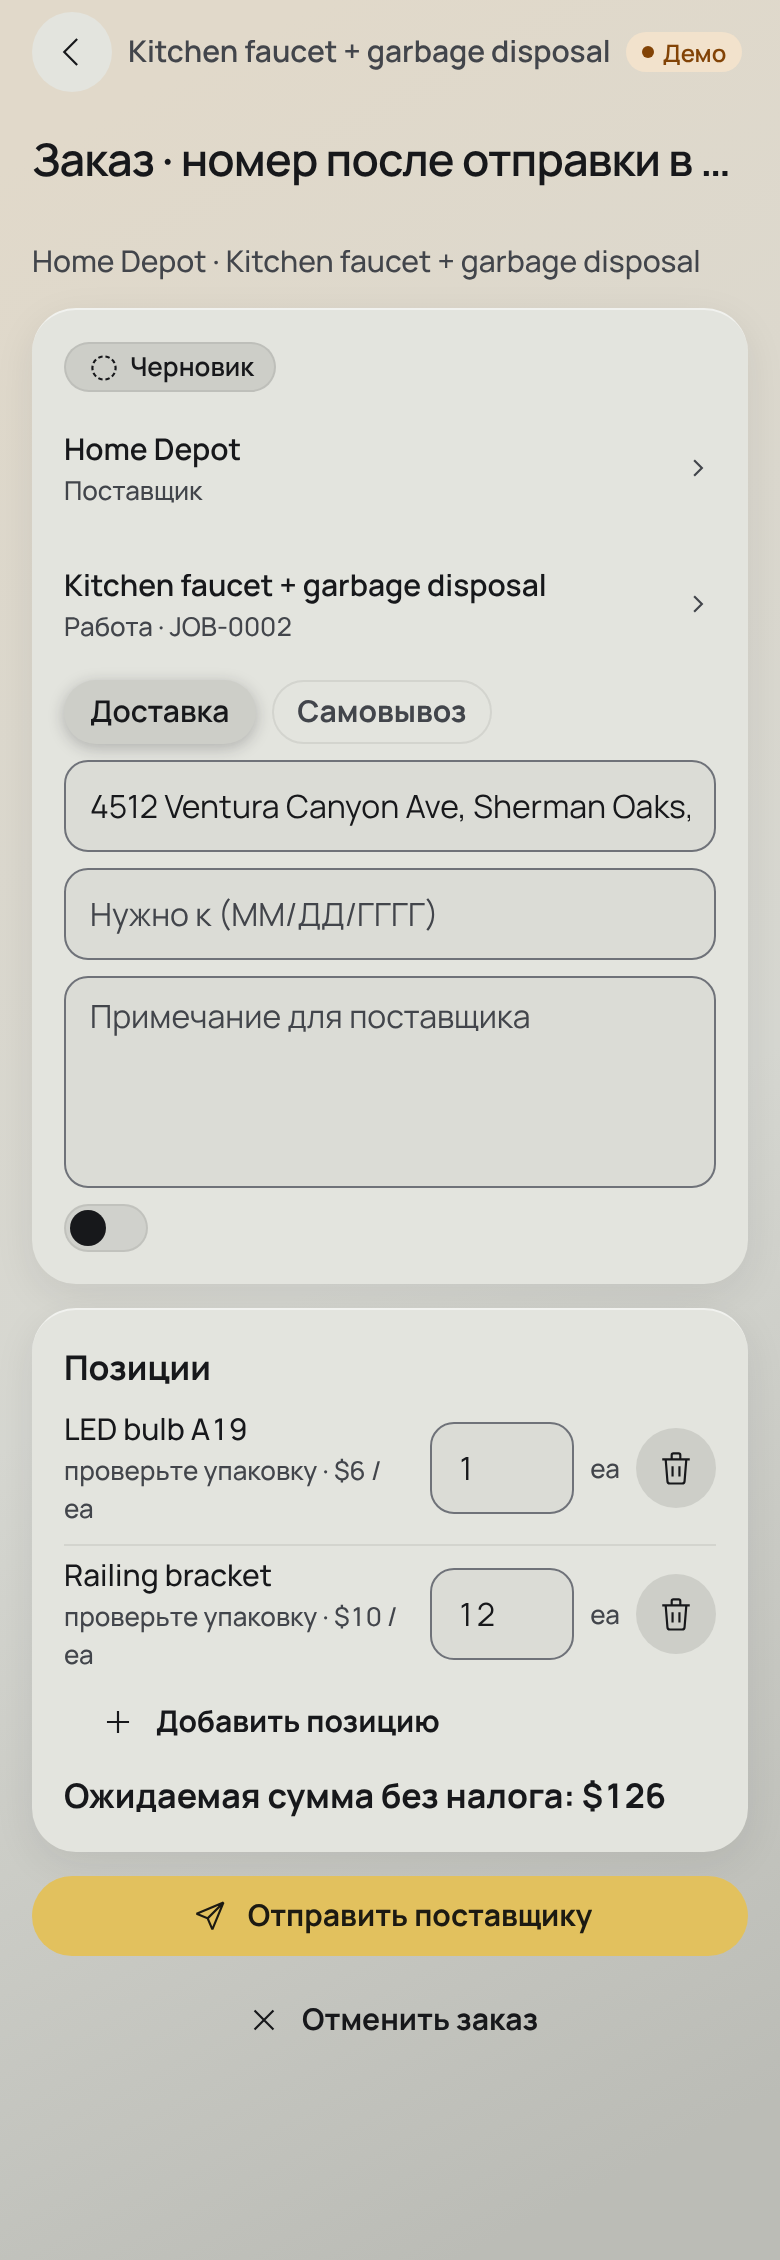 Kitchen faucet + garbage disposal
Демо
Заказ · номер после отправки в ...
Home Depot · Kitchen faucet + garbage disposal
Черновик
Home Depot
Поставщик
Kitchen faucet + garbage disposal
Работа · JOB-0002
Доставка
Самовывоз
4512 Ventura Canyon Ave, Sherman Oaks,
Нужно к (ММ/ДД/ГГГГ)
Примечание для поставщика
Позиции
LED bulb A19
проверьте упаковку · $6 /
ea
1
ea
Railing bracket
проверьте упаковку · $10 /
ea
12
ea
Добавить позицию
Ожидаемая сумма без налога: $126
Отправить поставщику
Отменить заказ